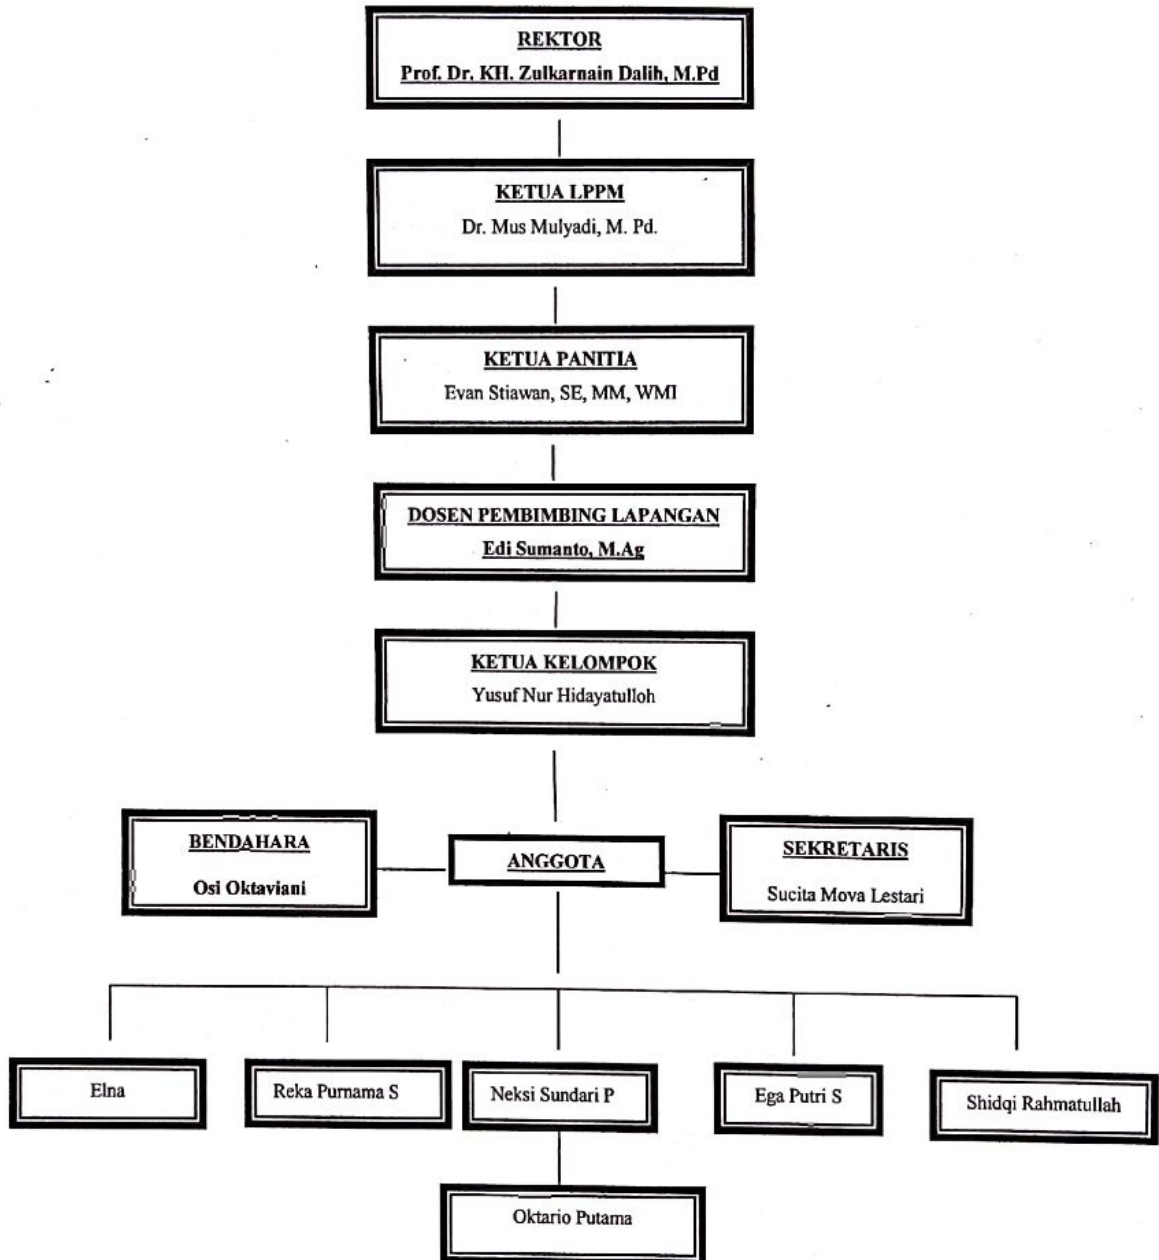 REKTOR
Prof. Dr. KH. Zulkarnain Dalih, M.Pd
KETUA LPPM
Dr. Mus Mulyadi, M. Pd.
KETUA PANITIA
Evan Stiawan, SE, MM, WMI
DOSEN PEMBIMBING LAPANGAN
Edi Sumanto, M.Ag
KETUA KELOMPOK
Yusuf Nur Hidayatulloh
BENDAHARA
Osi Oktaviani
ANGGOTA
SEKRETARIS
Sucita Mova Lestari
Elna
Reka Purnama S
Neksi Sundari P
Ega Putri S
Shidqi Rahmatullah
Oktario Putama